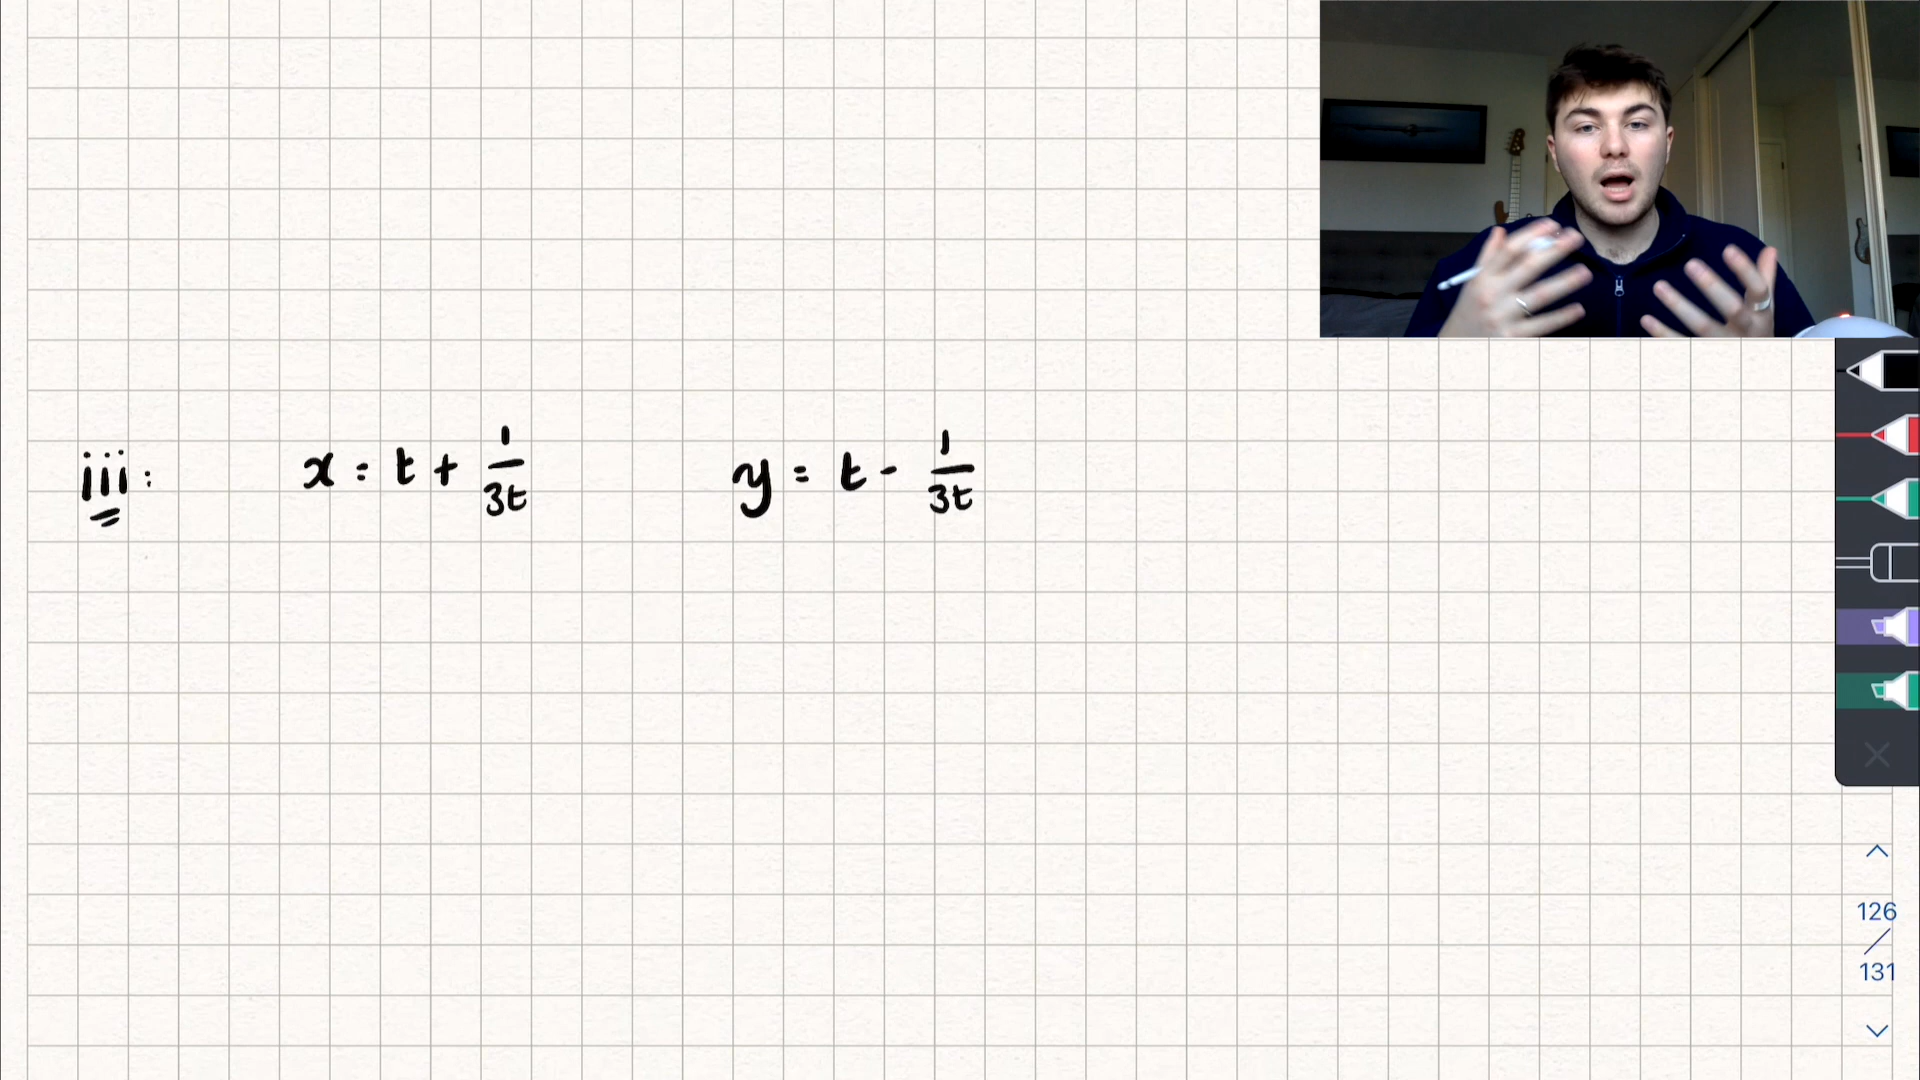 iii: x = t + 1/3t y = t - 1/3t
126
/
131